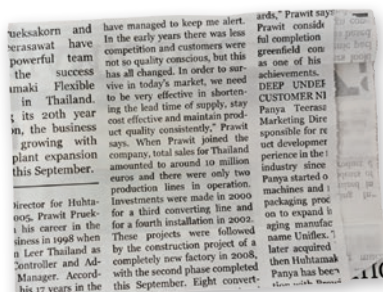 ueksakorn and
eerasawat have
powerful team
the success
amaki Flexible
in Thailand.
its 20th year
on, the business
growing with
plant expansion
this September.
Director for Huhta-
005, Prawit Pruek-
his career in the
siness in 1998 when
n Leer Thailand as
Controller and Ad-
Manager. Accord-
his 17 years in the
have managed to keep me alert.
In the early years there was less
competition and customers were
not so quality conscious, but this
has all changed. In order to sur-
vive in today's market, we need
to be very effective in shorten-
ing the lead time of supply, stay
cost effective and maintain prod-
uct quality consistently," Prawit
says. When Prawit joined the
company, total sales for Thailand
amounted to around 10 million
euros and there were only two
production lines in operation.
Investments were made in 2000
for a third converting line and
for a fourth installation in 2002.
These projects were followed
by the construction project of a
completely new factory in 2008,
with the second phase completed
this September. Eight convert-
ards," Prawit says
Prawit conside
ful completion
greenfield con
as one of his
achievements.
DEEP UNDER
CUSTOMER NE
Panya Teeras
Marketing Dire
sponsible for re
uct developmer
perience in the
industry since
Panya started o
machines and
packaging proc
on to expand h
aging manufac
name Uniflex.
later acquired
then Huhtamak
Panya has been